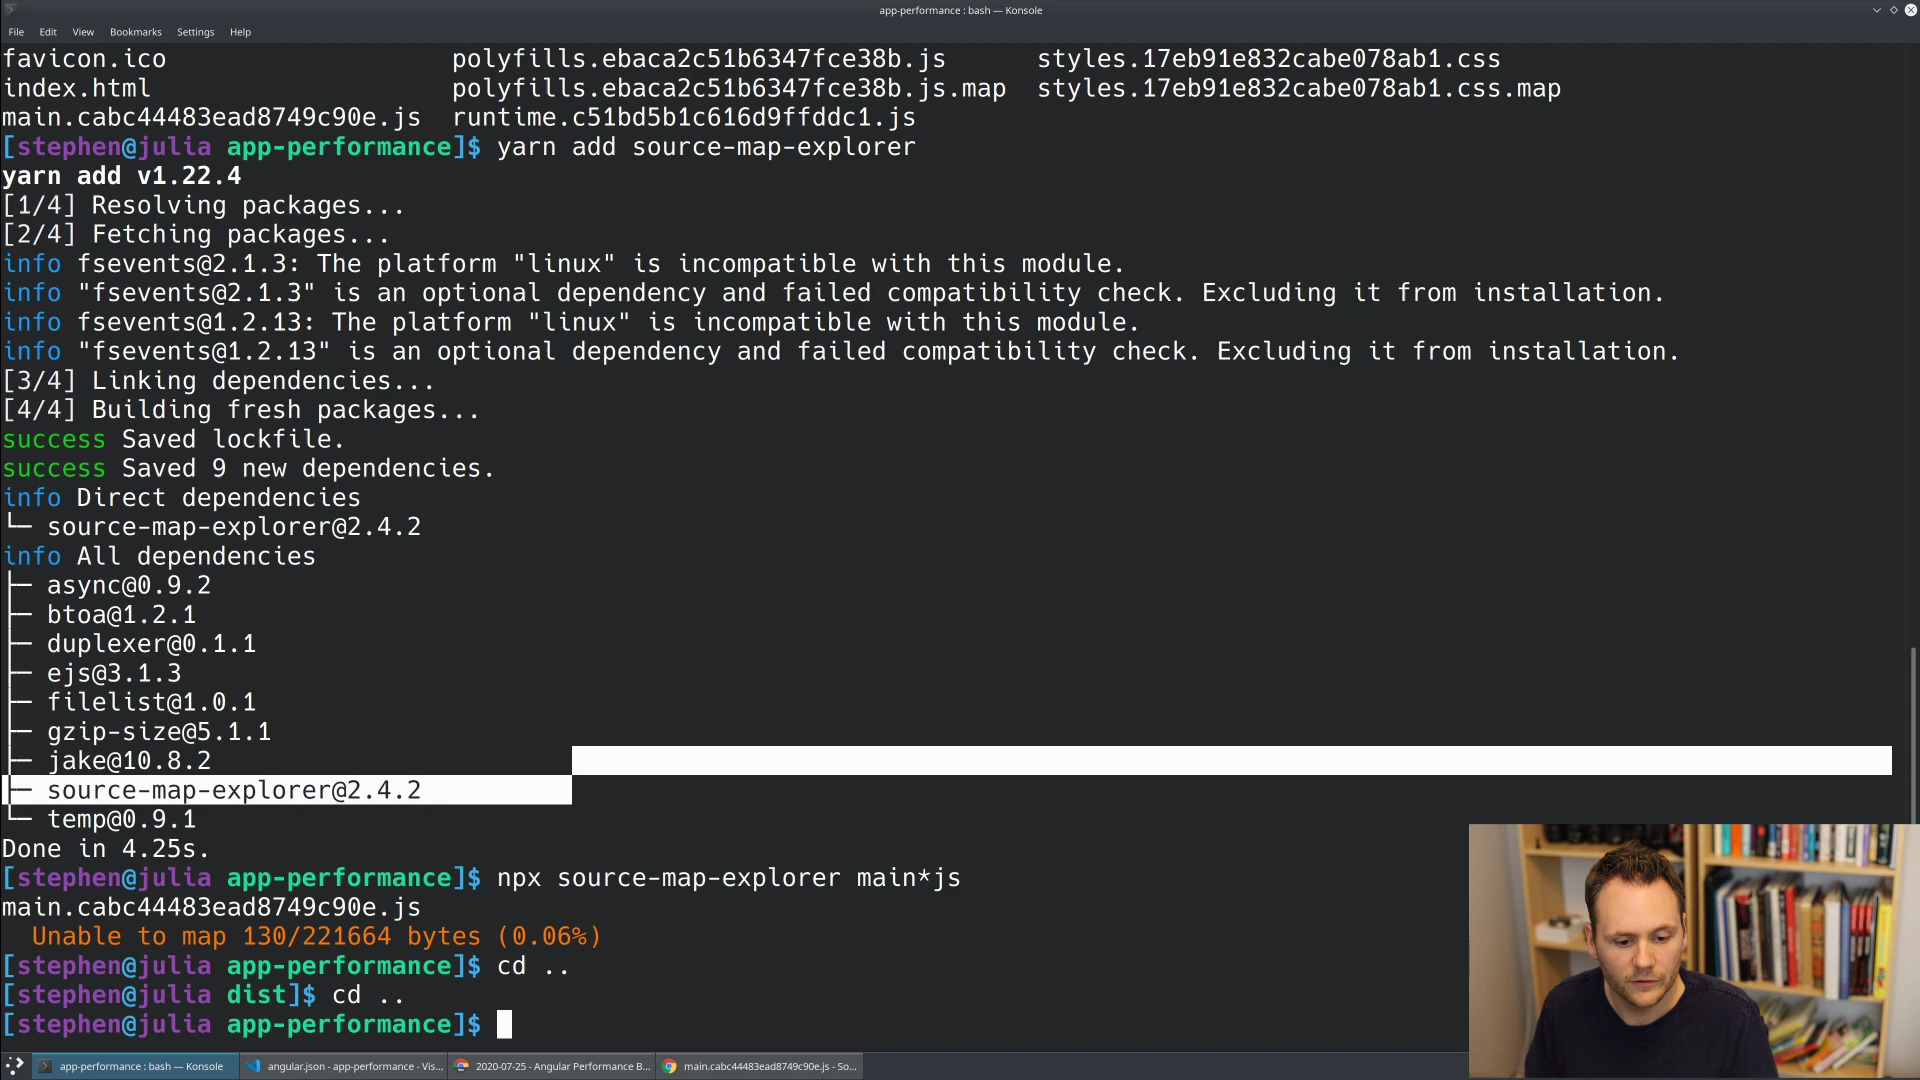 app-performance : bash — Konsole
File Edit View Bookmarks Settings Help
favicon.ico polyfills.ebaca2c51b6347fce38b.js styles.17eb91e832cabe078ab1.css
index.html polyfills.ebaca2c51b6347fce38b.js.map styles.17eb91e832cabe078ab1.css.map
main.cabc44483ead8749c90e.js runtime.c51bd5b1c616d9ffddc1.js
[stephen@julia app-performance]$ yarn add source-map-explorer
yarn add v1.22.4
[1/4] Resolving packages...
[2/4] Fetching packages...
info fsevents@2.1.3: The platform "linux" is incompatible with this module.
info "fsevents@2.1.3" is an optional dependency and failed compatibility check. Excluding it from installation.
info fsevents@1.2.13: The platform "linux" is incompatible with this module.
info "fsevents@1.2.13" is an optional dependency and failed compatibility check. Excluding it from installation.
[3/4] Linking dependencies...
[4/4] Building fresh packages...
success Saved lockfile.
success Saved 9 new dependencies.
info Direct dependencies
└─ source-map-explorer@2.4.2
info All dependencies
├─ async@0.9.2
├─ btoa@1.2.1
├─ duplexer@0.1.1
├─ ejs@3.1.3
├─ filelist@1.0.1
├─ gzip-size@5.1.1
├─ jake@10.8.2
├─ source-map-explorer@2.4.2
└─ temp@0.9.1
Done in 4.25s.
[stephen@julia app-performance]$ npx source-map-explorer main*js
main.cabc44483ead8749c90e.js
Unable to map 130/221664 bytes (0.06%)
[stephen@julia app-performance]$ cd ..
[stephen@julia dist]$ cd ..
[stephen@julia app-performance]$
app-performance : bash — Konsole angular.json - app-performance - Vis... 2020-07-25 - Angular Performance B... main.cabc44483ead8749c90e.js - So...